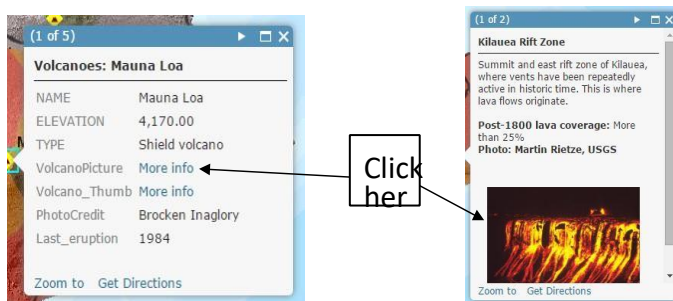 (1 of 5)
Volcanoes: Mauna Loa
NAME Mauna Loa
ELEVATION 4,170.00
TYPE Shield volcano
VolcanoPicture More info
Volcano_Thumb More info
PhotoCredit Brocken Inaglory
Last_eruption 1984
Zoom to Get Directions
Click
her
(1 of 2)
Kilauea Rift Zone
Summit and east rift zone of Kilauea,
where vents have been repeatedly
active in historic time. This is where
lava flows originate.
Post-1800 lava coverage: More
than 25%
Photo: Martin Rietze, USGS
Zoom to Get Directions